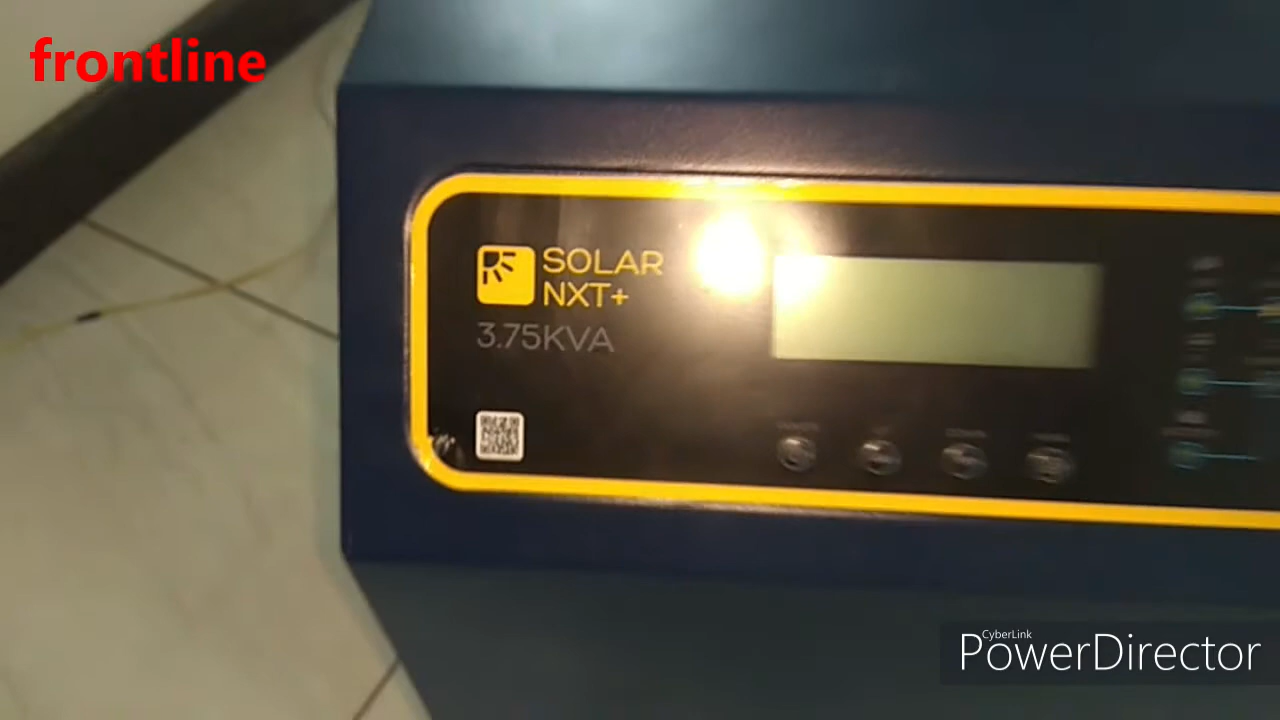 frontline
SOLAR
NXT+
3.75KVA
CyberLink
PowerDirector